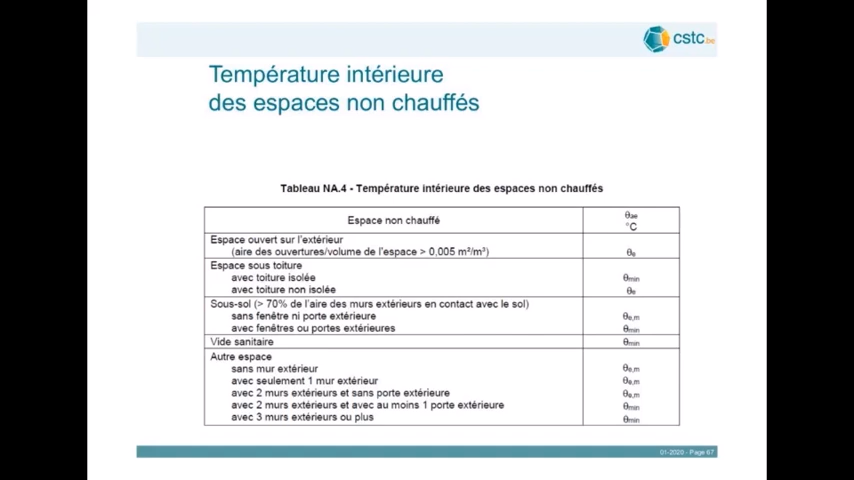 cstc.be
Température intérieure
des espaces non chauffés
Tableau NA.4 - Température intérieure des espaces non chauffés
Espace non chauffé
θae
°C
Espace ouvert sur l'extérieur
(aire des ouvertures/volume de l'espace > 0,005 m²/m³) θe
Espace sous toiture
avec toiture isolée θmin
avec toiture non isolée θe
Sous-sol (> 70% de l'aire des murs extérieurs en contact avec le sol)
sans fenêtre ni porte extérieure θe,m
avec fenêtres ou portes extérieures θmin
Vide sanitaire θmin
Autre espace
sans mur extérieur θe,m
avec seulement 1 mur extérieur θe,m
avec 2 murs extérieurs et sans porte extérieure θe,m
avec 2 murs extérieurs et avec au moins 1 porte extérieure θmin
avec 3 murs extérieurs ou plus θmin
01-2020 - Page 67